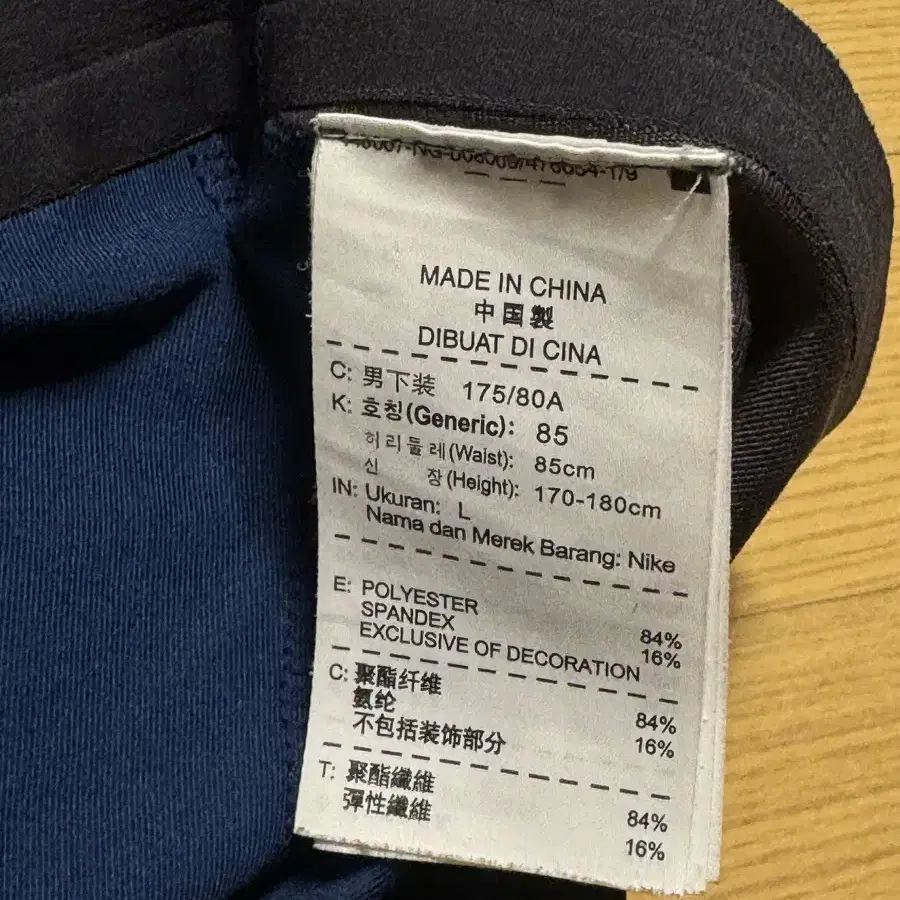 MADE IN CHINA
中国製
DIBUAT DI CINA
C: 男下装 175/80A
K: 호칭(Generic): 85
허리둘레(Waist): 85cm
신 장(Height): 170-180cm
IN: Ukuran: L
Nama dan Merek Barang: Nike
E: POLYESTER 84%
SPANDEX 16%
EXCLUSIVE OF DECORATION
C: 聚酯纤维 84%
氨纶 16%
不包括装饰部分
T: 聚酯纖維 84%
彈性纖維 16%